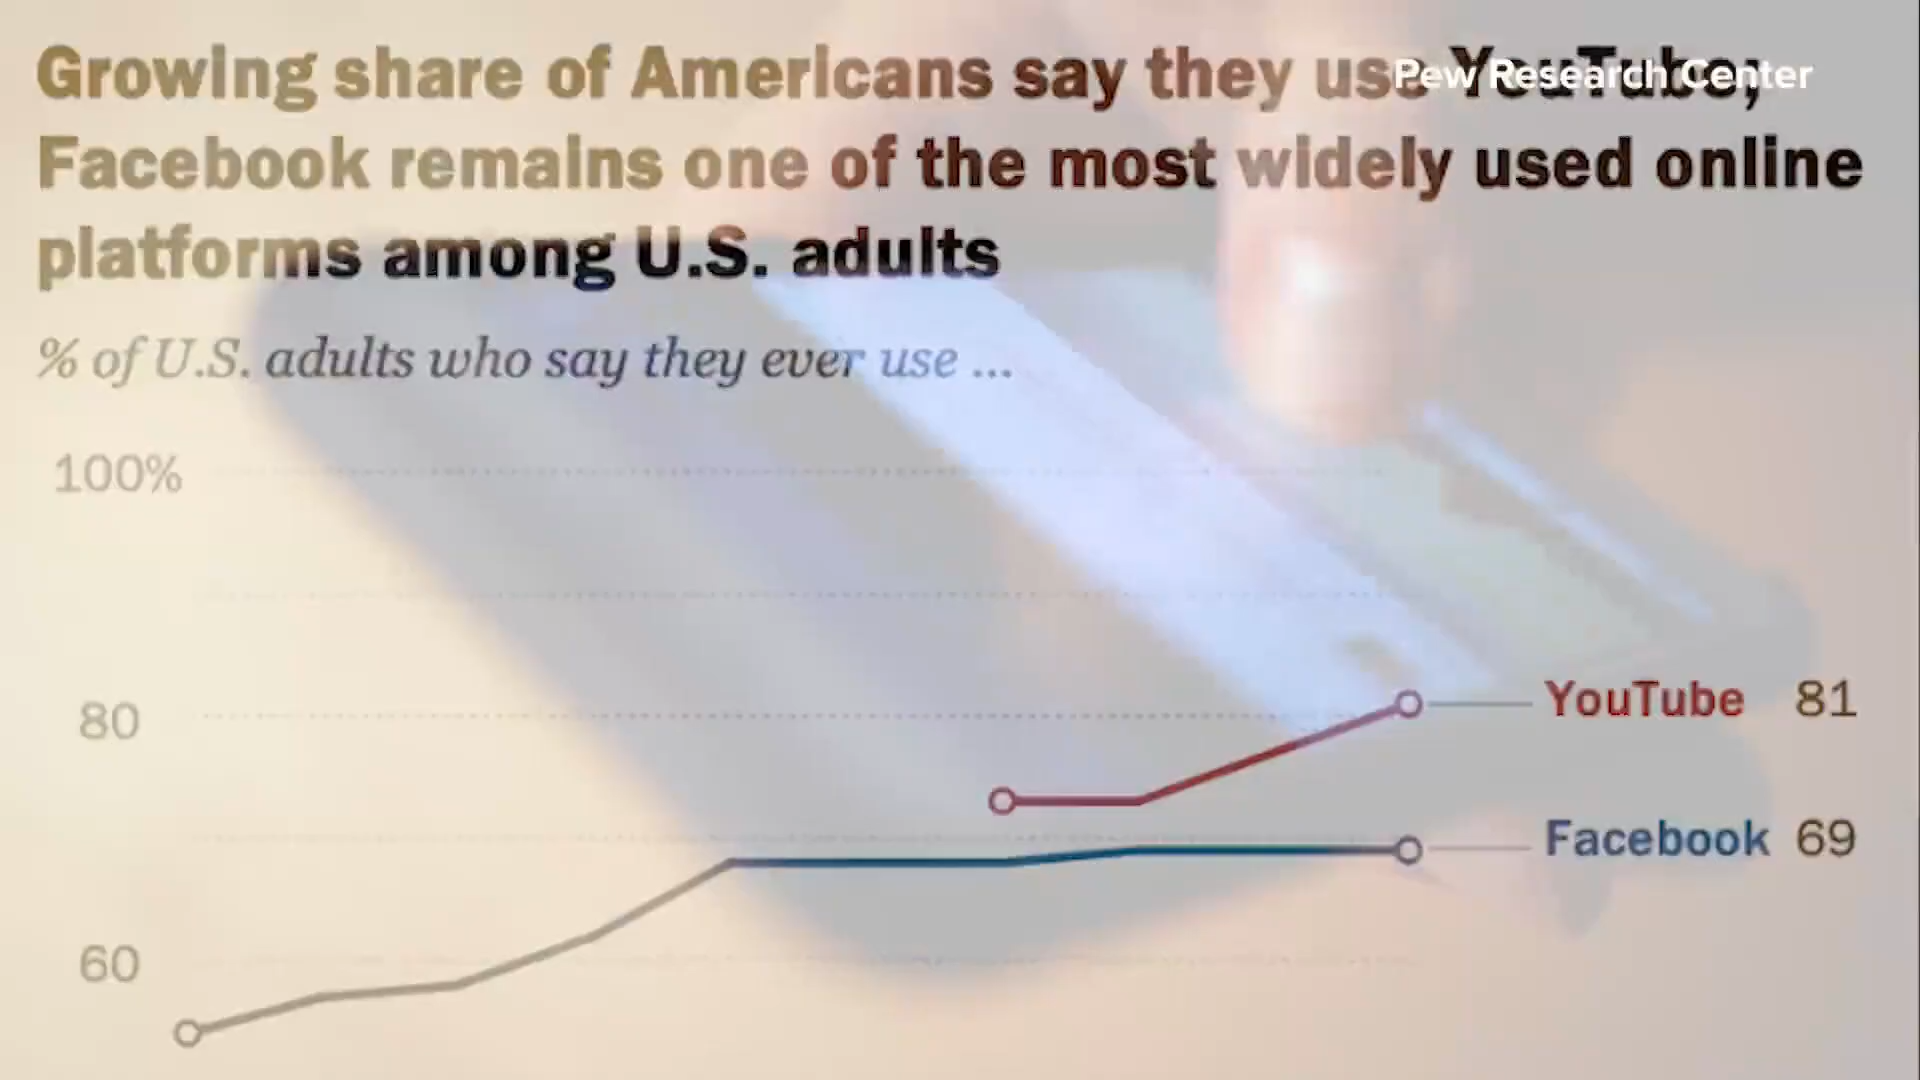 Growing share of Americans say they use YouTube;
Pew Research Center
Facebook remains one of the most widely used online
platforms among U.S. adults
% of U.S. adults who say they ever use ...
100%
80
YouTube 81
Facebook 69
60